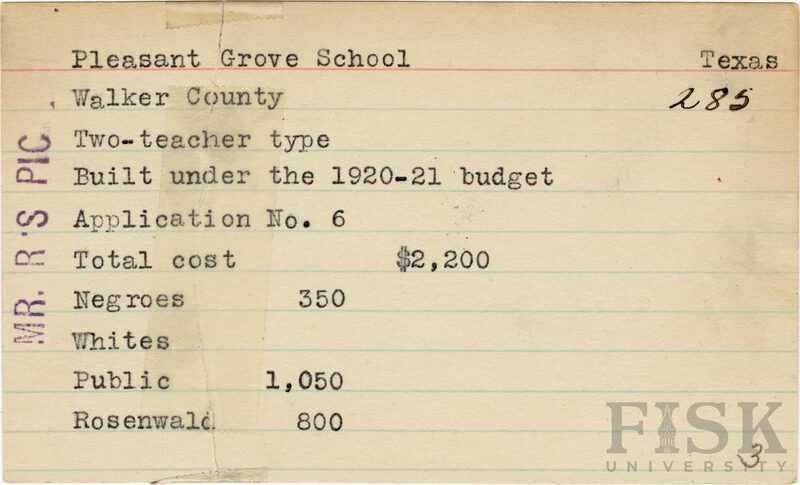 Pleasant Grove School Texas
Walker County 285
Two-teacher type
Built under the 1920-21 budget
Application No. 6
Total cost $2,200
Negroes 350
Whites
Public 1,050
Rosenwald 800
MR. R'S PIC.
FISK
UNIVERSITY
3